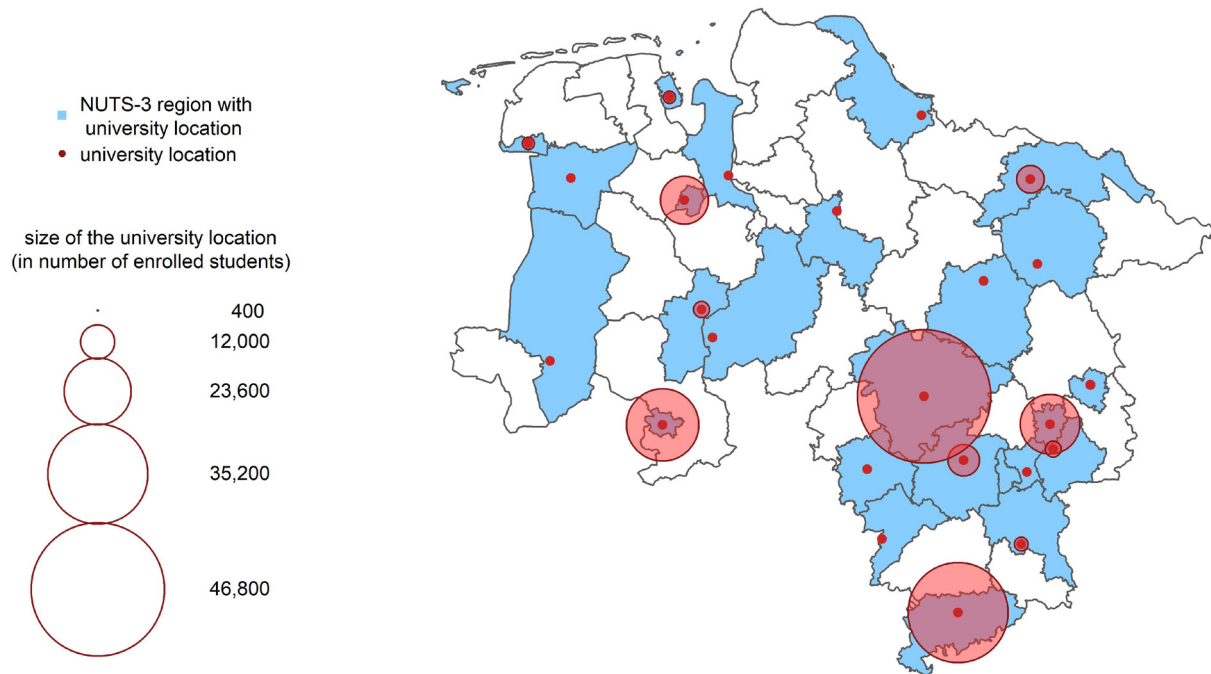 NUTS-3 region with
university location
university location
size of the university location
(in number of enrolled students)
400
12,000
23,600
35,200
46,800